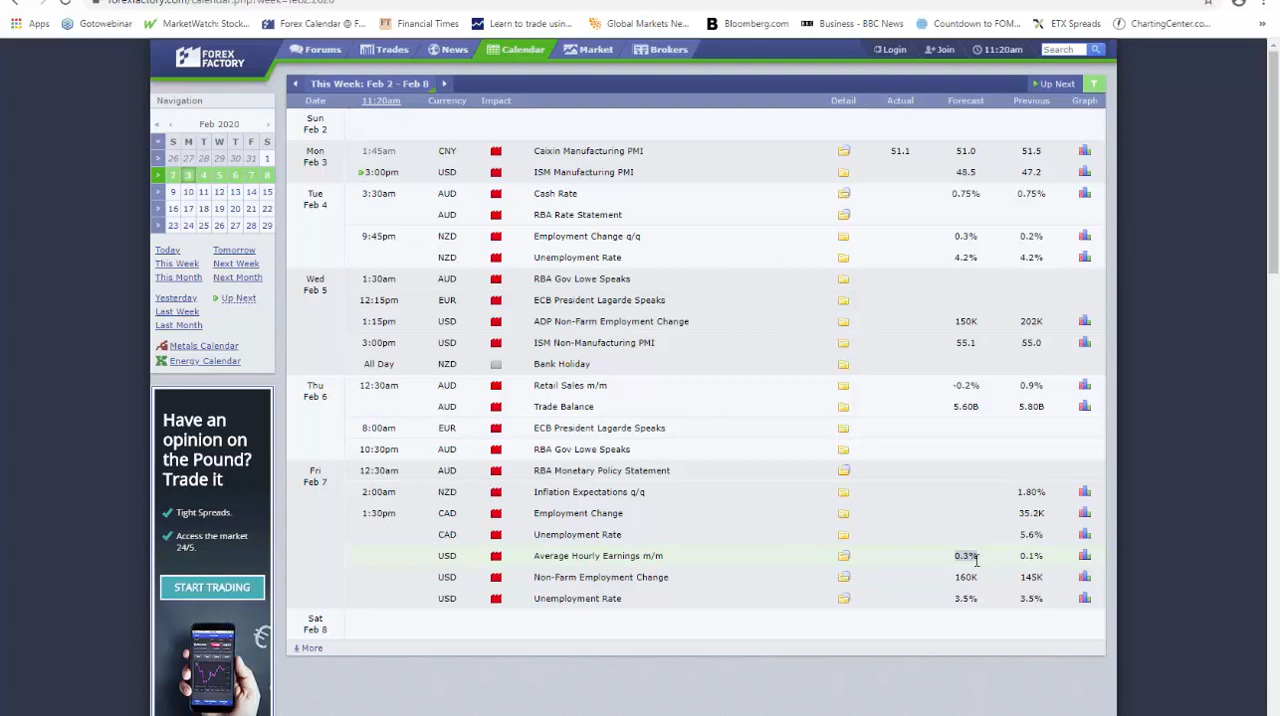 forexfactory.com/calendar.php?week=feb2.2020
Apps
Gotowebinar
MarketWatch: Stock...
Forex Calendar @ F...
Financial Times
Learn to trade usin...
Global Markets Ne...
Bloomberg.com
Business - BBC News
Countdown to FOM...
ETX Spreads
ChartingCenter.co...
»
FOREX
FACTORY
Forums
Trades
News
Calendar
Market
Brokers
Login
Join
11:20am
Search
Navigation
Feb 2020
S M T W T F S
26 27 28 29 30 31 1
2 3 4 5 6 7 8
9 10 11 12 13 14 15
16 17 18 19 20 21 22
23 24 25 26 27 28 29
Today Tomorrow
This Week Next Week
This Month Next Month
Yesterday Up Next
Last Week
Last Month
Metals Calendar
Energy Calendar
Have an
opinion on
the Pound?
Trade it
Tight Spreads.
Access the market
24/5.
START TRADING
This Week: Feb 2 - Feb 8
Up Next
Date 11:20am Currency Impact Detail Actual Forecast Previous Graph
Sun
Feb 2
Mon
Feb 3
1:45am CNY Caixin Manufacturing PMI 51.1 51.0 51.5
3:00pm USD ISM Manufacturing PMI 48.5 47.2
Tue
Feb 4
3:30am AUD Cash Rate 0.75% 0.75%
AUD RBA Rate Statement
9:45pm NZD Employment Change q/q 0.3% 0.2%
NZD Unemployment Rate 4.2% 4.2%
Wed
Feb 5
1:30am AUD RBA Gov Lowe Speaks
12:15pm EUR ECB President Lagarde Speaks
1:15pm USD ADP Non-Farm Employment Change 150K 202K
3:00pm USD ISM Non-Manufacturing PMI 55.1 55.0
All Day NZD Bank Holiday
Thu
Feb 6
12:30am AUD Retail Sales m/m -0.2% 0.9%
AUD Trade Balance 5.60B 5.80B
8:00am EUR ECB President Lagarde Speaks
10:30pm AUD RBA Gov Lowe Speaks
Fri
Feb 7
12:30am AUD RBA Monetary Policy Statement
2:00am NZD Inflation Expectations q/q 1.80%
1:30pm CAD Employment Change 35.2K
CAD Unemployment Rate 5.6%
USD Average Hourly Earnings m/m 0.3% 0.1%
USD Non-Farm Employment Change 160K 145K
USD Unemployment Rate 3.5% 3.5%
Sat
Feb 8
More